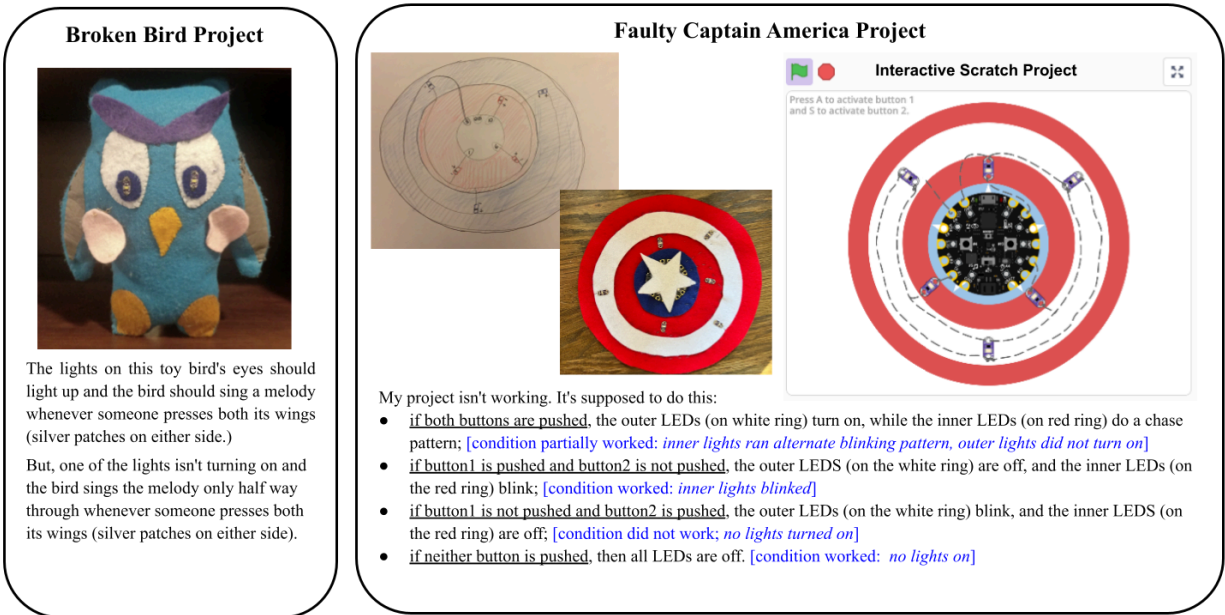 Broken Bird Project
The lights on this toy bird's eyes should
light up and the bird should sing a melody
whenever someone presses both its wings
(silver patches on either side.)
But, one of the lights isn't turning on and
the bird sings the melody only half way
through whenever someone presses both
its wings (silver patches on either side).
Faulty Captain America Project
Interactive Scratch Project
Press A to activate button 1
and S to activate button 2.
My project isn't working. It's supposed to do this:
● if both buttons are pushed, the outer LEDs (on white ring) turn on, while the inner LEDs (on red ring) do a chase
pattern; [condition partially worked: inner lights ran alternate blinking pattern, outer lights did not turn on]
● if button1 is pushed and button2 is not pushed, the outer LEDS (on the white ring) are off, and the inner LEDs (on
the red ring) blink; [condition worked: inner lights blinked]
● if button1 is not pushed and button2 is pushed, the outer LEDs (on the white ring) blink, and the inner LEDS (on
the red ring) are off; [condition did not work; no lights turned on]
● if neither button is pushed, then all LEDs are off. [condition worked: no lights on]